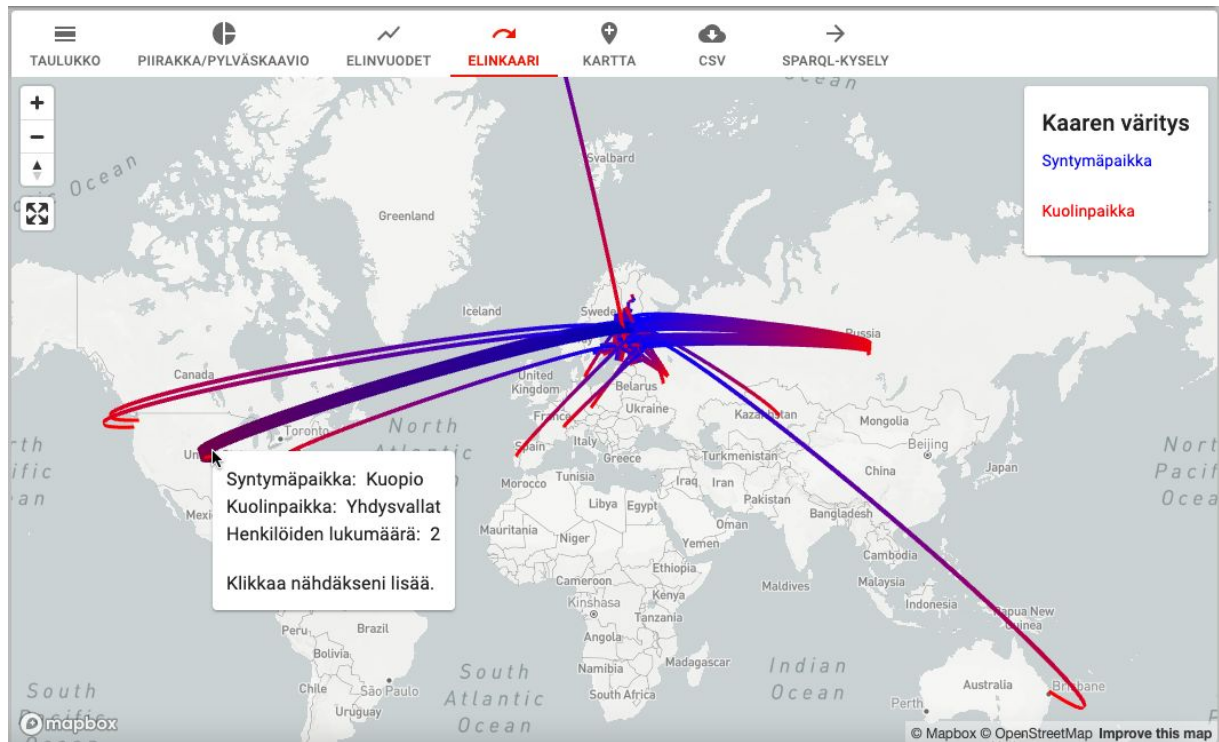 TAULUKKO
PIIRAKKA/PYLVÄSKAAVIO
ELINVUODET
ELINKAARI
KARTTA
CSV
SPARQL-KYSELY
Kaaren väritys
Syntymäpaikka
Kuolinpaikka
Ocean
Svalbard
Greenland
Iceland
Russia
Canada
United
Kingdom
Belarus
Ukraine
Kazakhstan
Mongolia
Toronto
North
Spain
Italy
Greece
Turkmenistan
Beijing
China
Japan
Morocco
Tunisia
Iraq
Iran
Pakistan
Bangladesh
Libya
Egypt
Oman
Mauritania
Niger
Yemen
Cambodia
Ethiopia
Cameroon
Kenya
Maldives
Malaysia
Indonesia
Kinshasa
Tanzania
Papua New
Guinea
Peru
Brazil
Angola
Bolivia
Namibia
Madagascar
Indian
Ocean
Chile
São Paulo
South
Atlantic
Ocean
South Africa
Australia
Brisbane
Perth
Uruguay
South
Syntymäpaikka: Kuopio
Kuolinpaikka: Yhdysvallat
Henkilöiden lukumäärä: 2
Klikkaa nähdäkseni lisää.
mapbox
© Mapbox © OpenStreetMap Improve this map